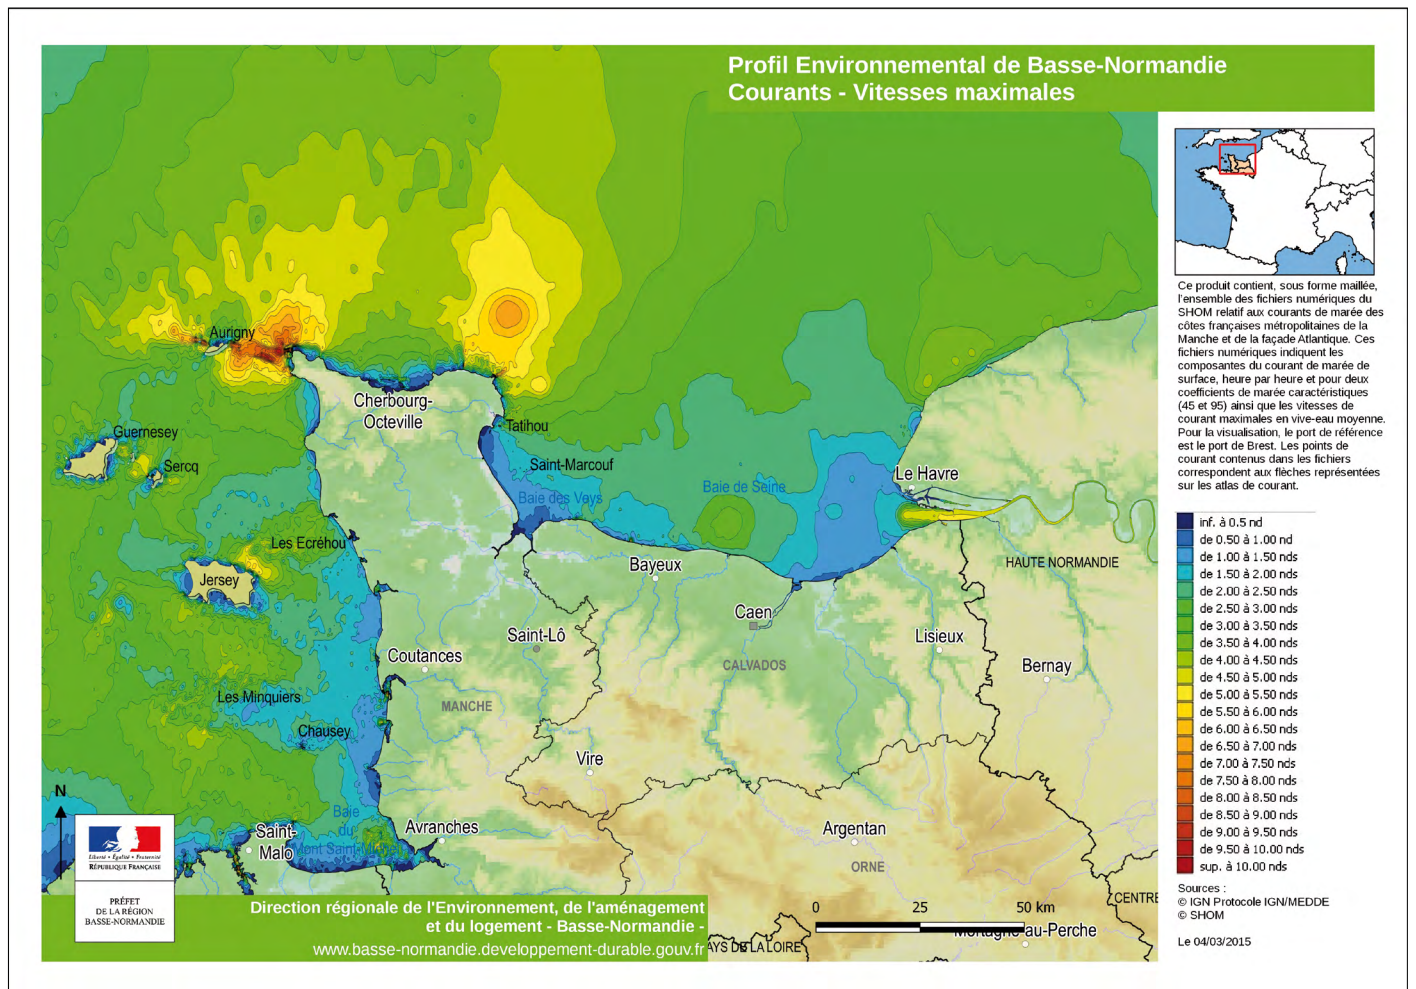 Profil Environnemental de Basse-Normandie
Courants - Vitesses maximales
Ce produit contient, sous forme maillée,
l'ensemble des fichiers numériques du
SHOM relatif aux courants de marée des
côtes françaises métropolitaines de la
Manche et de la façade Atlantique. Ces
fichiers numériques indiquent les
composantes du courant de marée de
surface, heure par heure et pour deux
coefficients de marée caractéristiques
(45 et 95) ainsi que les vitesses de
courant maximales en vive-eau moyenne.
Pour la visualisation, le port de référence
est le port de Brest. Les points de
courant contenus dans les fichiers
correspondent aux flèches représentées
sur les atlas de courant.
inf. à 0.5 nd
de 0.50 à 1.00 nd
de 1.00 à 1.50 nds
de 1.50 à 2.00 nds
de 2.00 à 2.50 nds
de 2.50 à 3.00 nds
de 3.00 à 3.50 nds
de 3.50 à 4.00 nds
de 4.00 à 4.50 nds
de 4.50 à 5.00 nds
de 5.00 à 5.50 nds
de 5.50 à 6.00 nds
de 6.00 à 6.50 nds
de 6.50 à 7.00 nds
de 7.00 à 7.50 nds
de 7.50 à 8.00 nds
de 8.00 à 8.50 nds
de 8.50 à 9.00 nds
de 9.00 à 9.50 nds
de 9.50 à 10.00 nds
sup. à 10.00 nds
Sources :
© IGN Protocole IGN/MEDDE
© SHOM
Le 04/03/2015
Aurigny
Cherbourg-
Octeville
Guernesey
Tatihou
Sercq
Saint-Marcouf
Le Havre
Baie des Veys
Baie de Seine
Les Ecréhou
Jersey
Bayeux
HAUTE NORMANDIE
Caen
Saint-Lô
Lisieux
Coutances
CALVADOS
Bernay
Les Minquiers
MANCHE
Chausey
Vire
N
Baie
du
Mont Saint-Michel
Saint-
Malo
Avranches
Argentan
ORNE
CENTRE
Mortagne-au-Perche
PAYS DE LA LOIRE
0 25 50 km
Liberté • Égalité • Fraternité
RÉPUBLIQUE FRANÇAISE
PRÉFET
DE LA RÉGION
BASSE-NORMANDIE
Direction régionale de l'Environnement, de l'aménagement
et du logement - Basse-Normandie -
www.basse-normandie.developpement-durable.gouv.fr